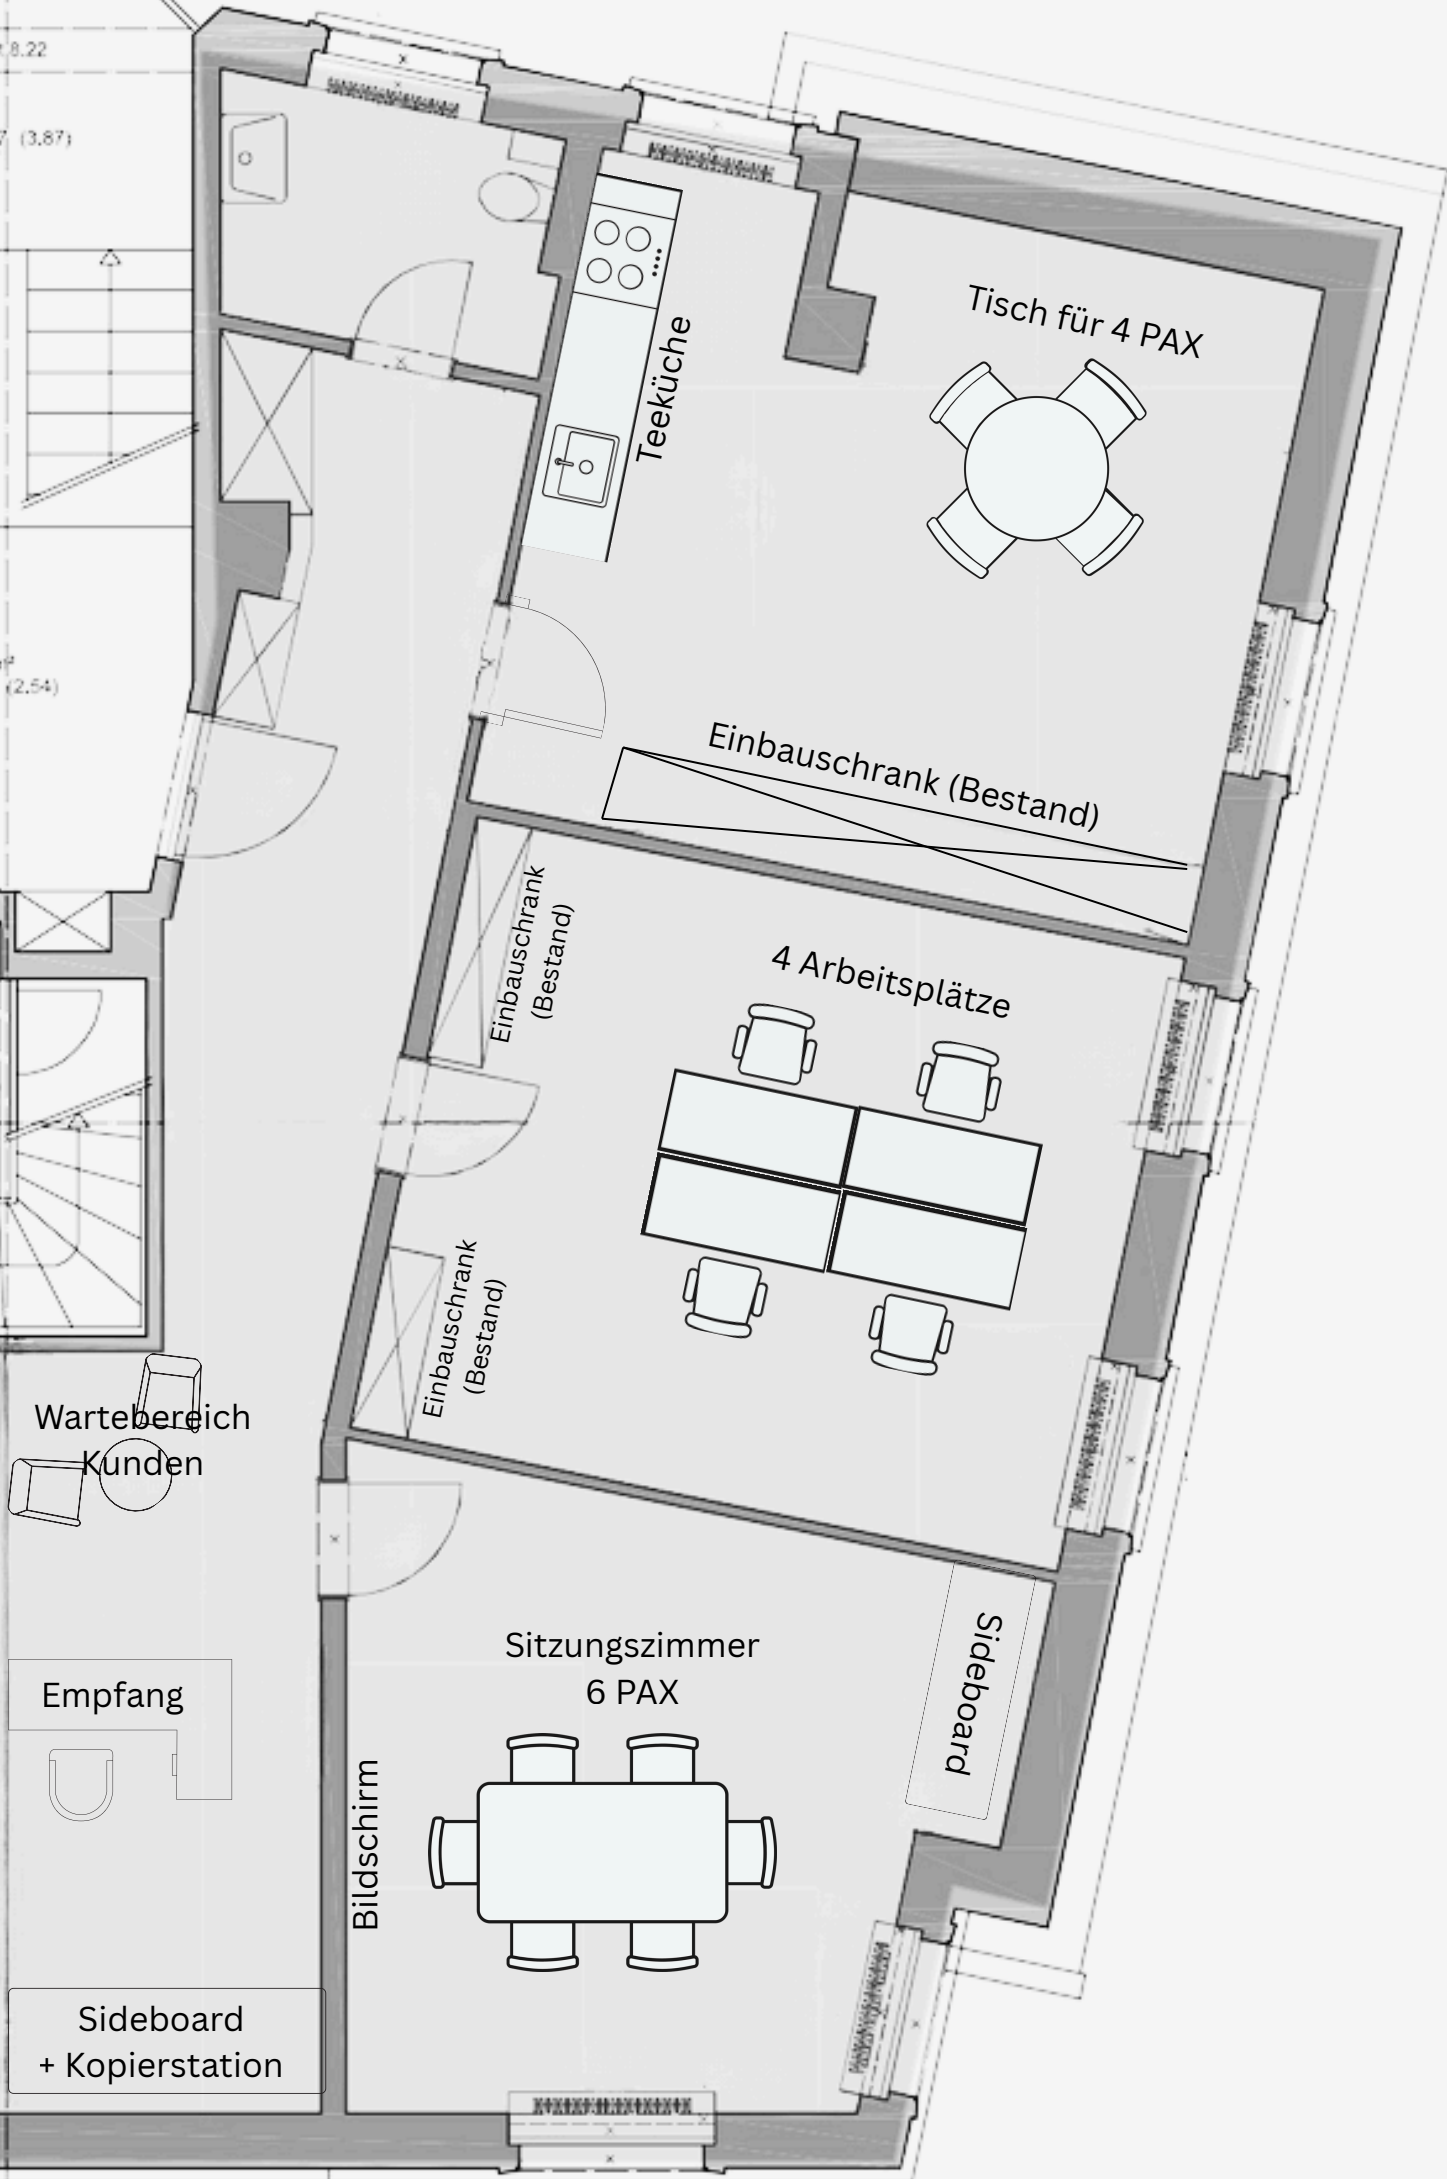 8.22
(3.87)
Tisch für 4 PAX
Teeküche
(2.54)
Einbauschrank (Bestand)
Einbauschrank
(Bestand)
4 Arbeitsplätze
Einbauschrank
(Bestand)
Wartebereich
Kunden
Sitzungszimmer
6 PAX
Sideboard
Empfang
Bildschirm
Sideboard
+ Kopierstation